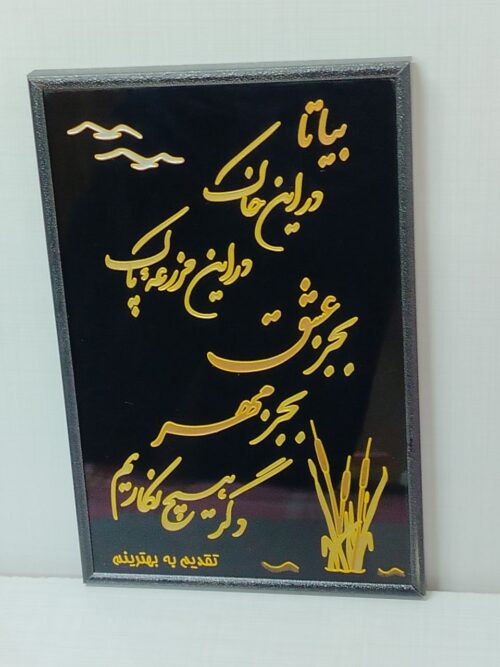 بیا تا
در این خاک
در این مزرعهٔ پاک
بجز عشق
بجز مهر
دگر هیچ نکاریم
تقدیم به بهترینم